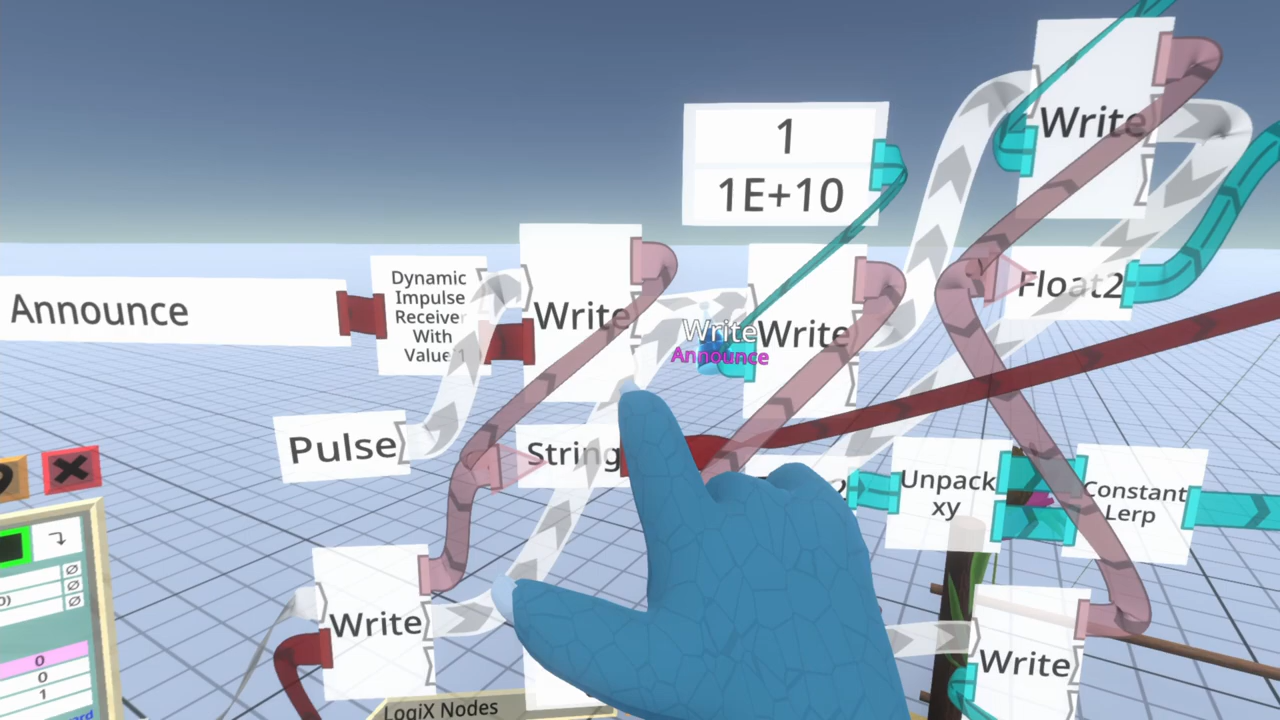 Write
1
1E+10
Dynamic
Impulse
Receiver
With
Value`1
Announce
Write
Write
Write
Announce
Float2
Pulse
String
Unpack
xy
Constant
Lerp
Write
Write
LogiX Nodes
0
0
1